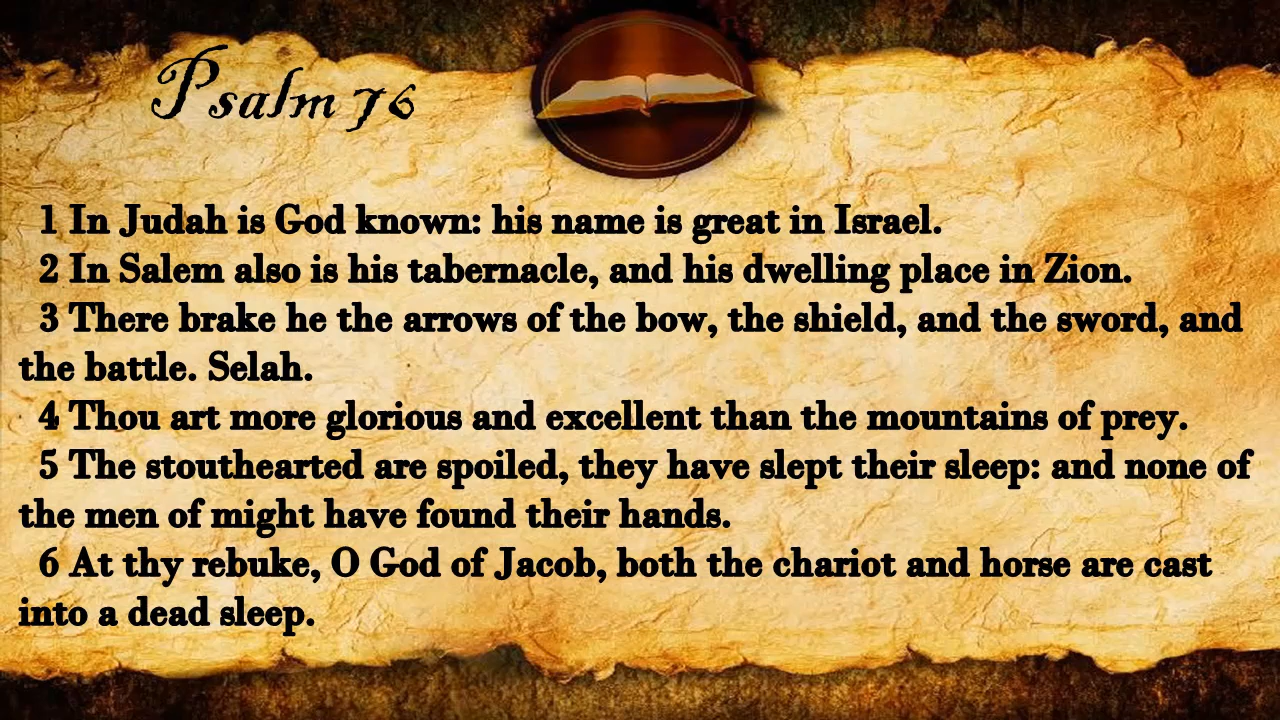 Psalm 76
1 In Judah is God known: his name is great in Israel.
2 In Salem also is his tabernacle, and his dwelling place in Zion.
3 There brake he the arrows of the bow, the shield, and the sword, and
the battle. Selah.
4 Thou art more glorious and excellent than the mountains of prey.
5 The stouthearted are spoiled, they have slept their sleep: and none of
the men of might have found their hands.
6 At thy rebuke, O God of Jacob, both the chariot and horse are cast
into a dead sleep.